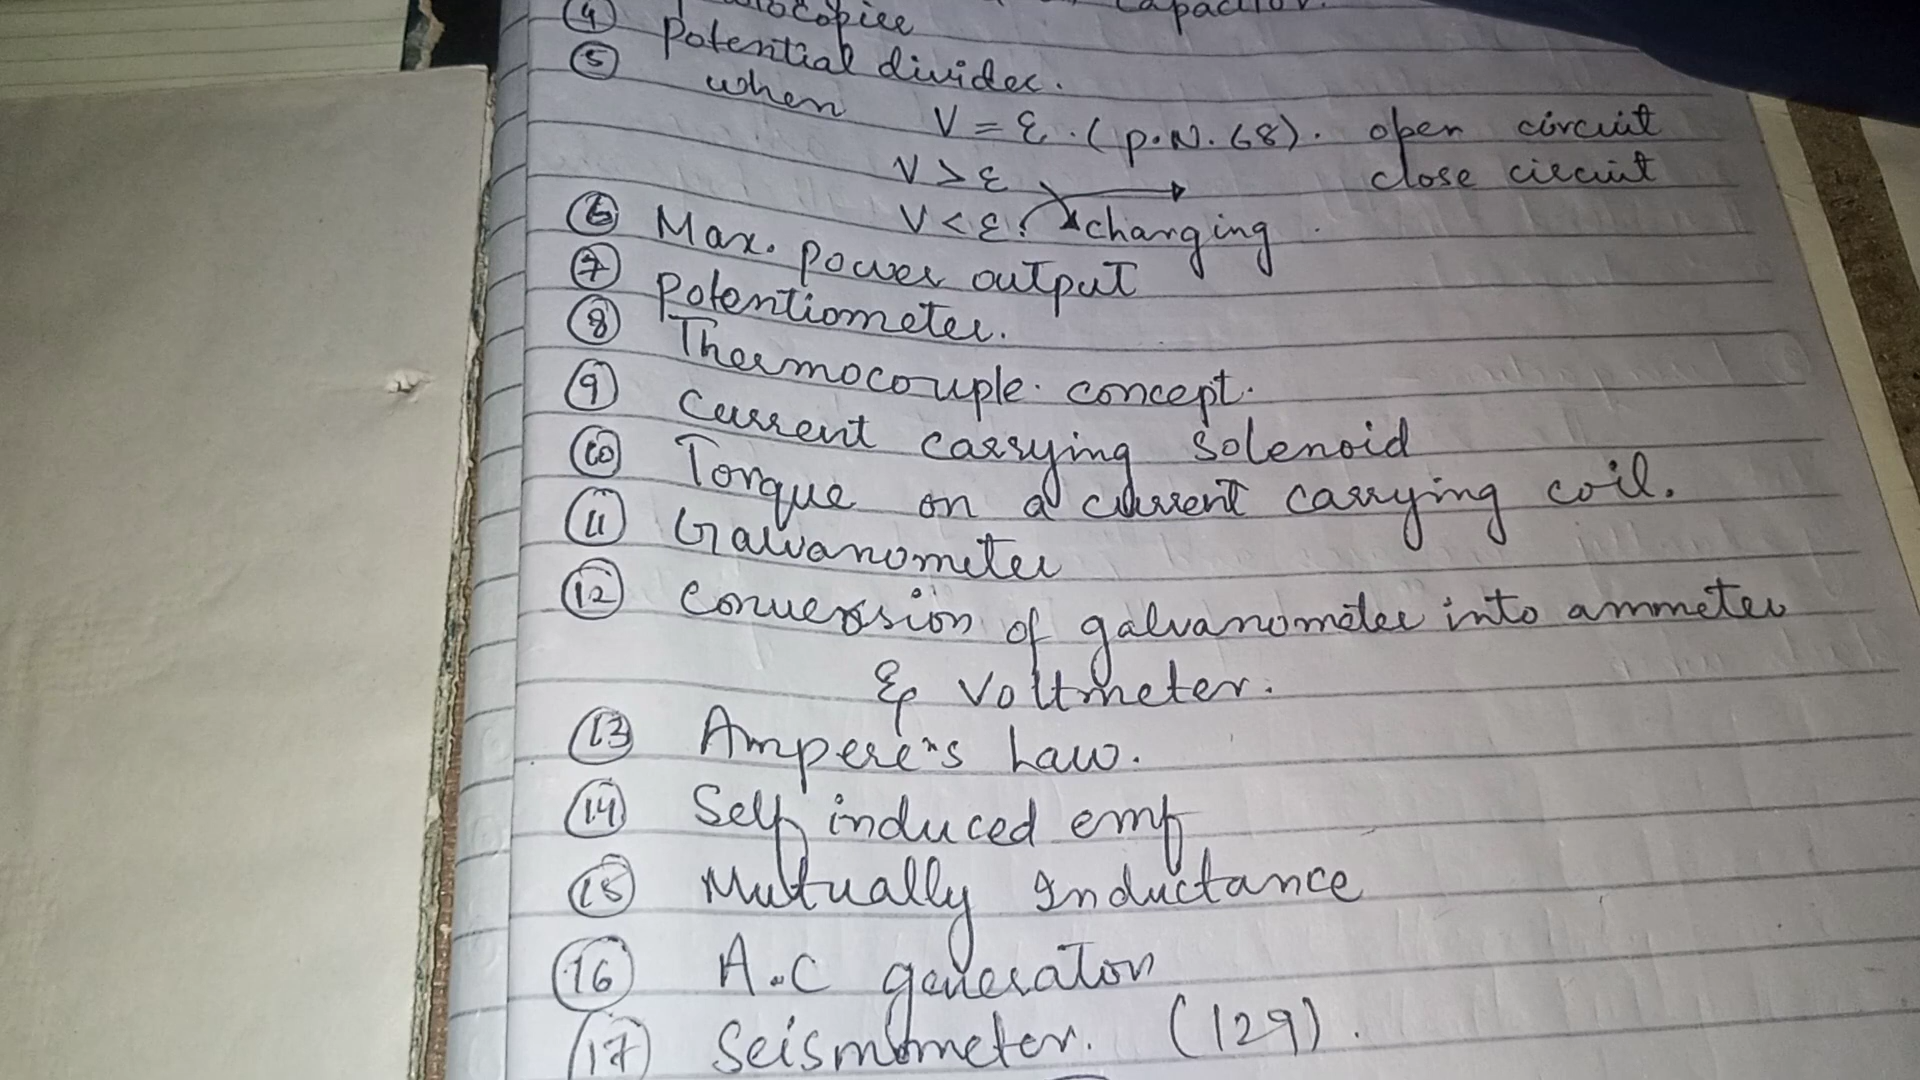 capacitor.
④
Potential divider.
⑤ when V = ε. (P.N. 68). open circuit
V > ε close circuit
V < ε. charging
⑥ Max. power output
⑦ Potentiometer.
⑧ Thermocouple. concept.
⑨ Current carrying Solenoid
⑩ Torque on a current carrying coil.
⑪ Galvanometer
⑫ Conversion of galvanometer into ammeter
& Voltmeter.
⑬ Ampere's Law.
⑭ Self induced emf
⑮ Mutually Inductance
⑯ A.C generator
⑰ Seismometer. (129).